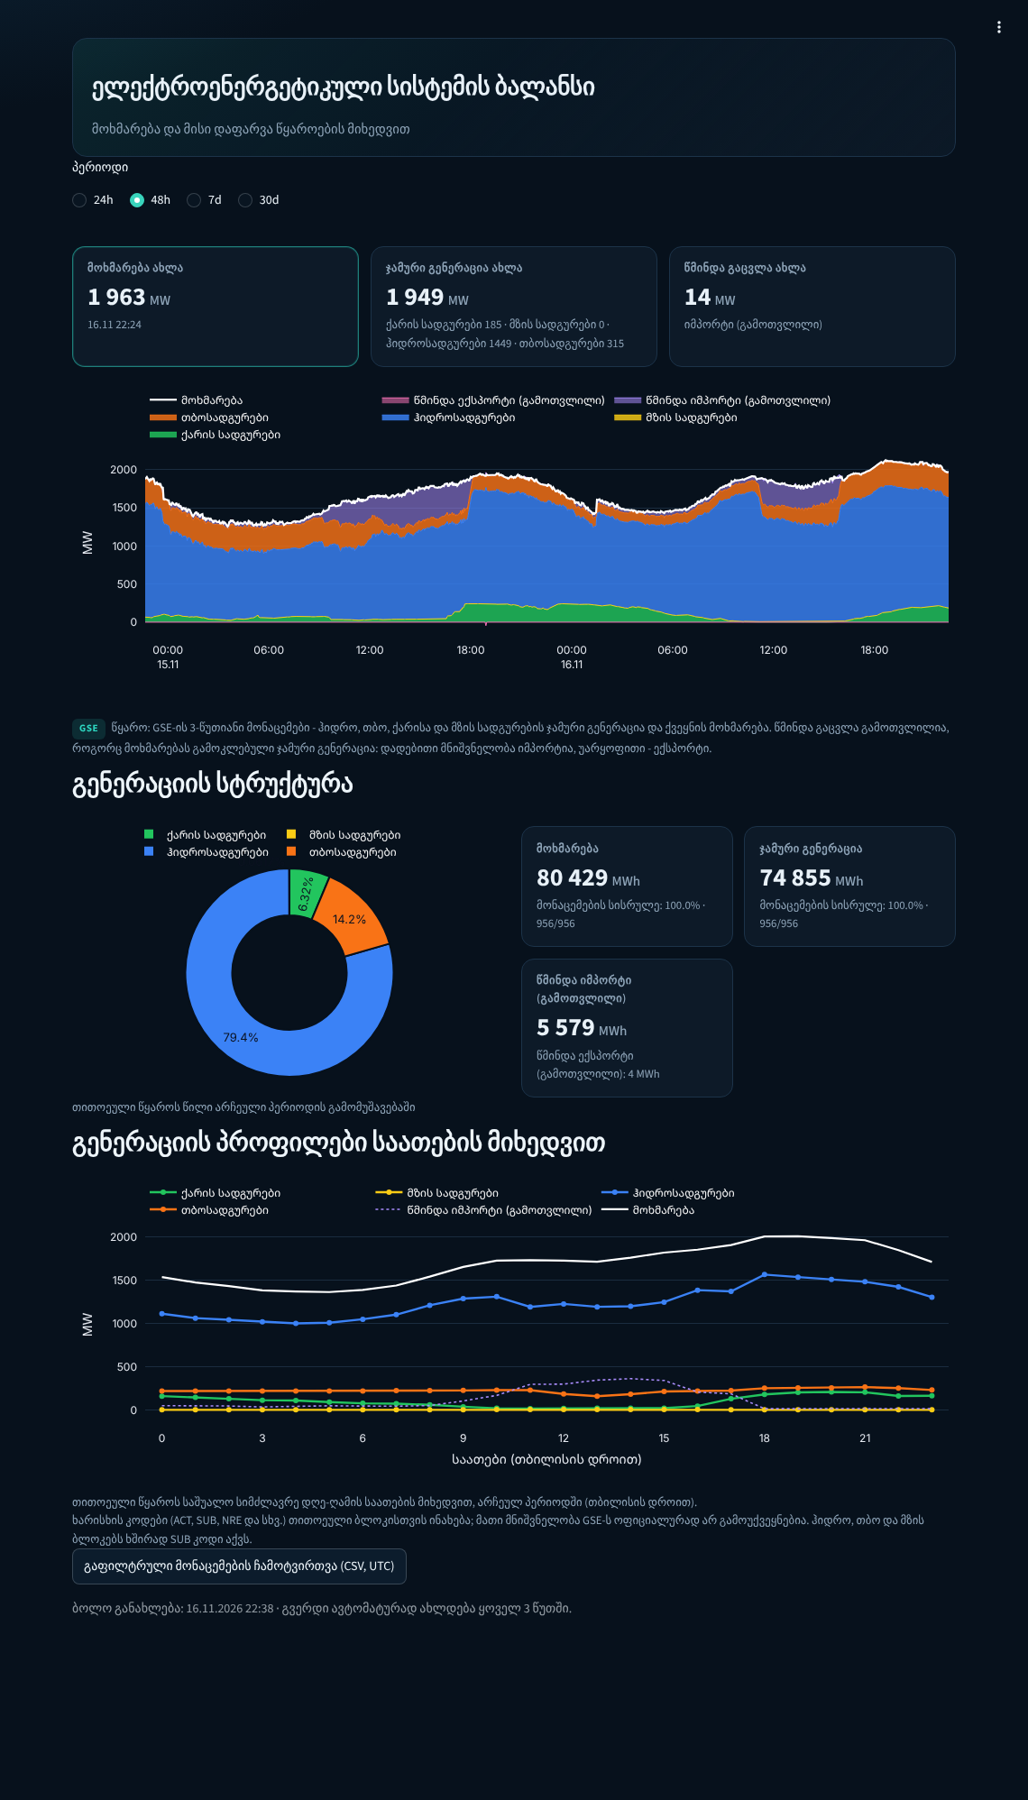 ელექტროენერგეტიკული სისტემის ბალანსი
მოხმარება და მისი დაფარვა წყაროების მიხედვით
პერიოდი
24h 48h 7d 30d
მოხმარება ახლა
1 963 MW
16.11 22:24
ჯამური გენერაცია ახლა
1 949 MW
ქარის სადგურები 185 · მზის სადგურები 0 ·
ჰიდროსადგურები 1449 · თბოსადგურები 315
წმინდა გაცვლა ახლა
14 MW
იმპორტი (გამოთვლილი)
მოხმარება წმინდა ექსპორტი (გამოთვლილი) წმინდა იმპორტი (გამოთვლილი)
თბოსადგურები ჰიდროსადგურები მზის სადგურები
ქარის სადგურები
2000
1500
1000
500
0
MW
00:00 06:00 12:00 18:00 00:00 06:00 12:00 18:00
15.11 16.11
GSE წყარო: GSE-ის 3-წუთიანი მონაცემები - ჰიდრო, თბო, ქარისა და მზის სადგურების ჯამური გენერაცია და ქვეყნის მოხმარება. წმინდა გაცვლა გამოთვლილია,
როგორც მოხმარებას გამოკლებული ჯამური გენერაცია: დადებითი მნიშვნელობა იმპორტია, უარყოფითი - ექსპორტი.
გენერაციის სტრუქტურა
ქარის სადგურები მზის სადგურები
ჰიდროსადგურები თბოსადგურები
6.32%
14.2%
79.4%
მოხმარება
80 429 MWh
მონაცემების სისრულე: 100.0% ·
956/956
ჯამური გენერაცია
74 855 MWh
მონაცემების სისრულე: 100.0% ·
956/956
წმინდა იმპორტი
(გამოთვლილი)
5 579 MWh
წმინდა ექსპორტი
(გამოთვლილი): 4 MWh
თითოეული წყაროს წილი არჩეული პერიოდის გამომუშავებაში
გენერაციის პროფილები საათების მიხედვით
ქარის სადგურები მზის სადგურები ჰიდროსადგურები
თბოსადგურები წმინდა იმპორტი (გამოთვლილი) მოხმარება
2000
1500
1000
500
0
MW
0 3 6 9 12 15 18 21
საათები (თბილისის დროით)
თითოეული წყაროს საშუალო სიმძლავრე დღე-ღამის საათების მიხედვით, არჩეულ პერიოდში (თბილისის დროით).
ხარისხის კოდები (ACT, SUB, NRE და სხვ.) თითოეული ბლოკისთვის ინახება; მათი მნიშვნელობა GSE-ს ოფიციალურად არ გამოუქვეყნებია. ჰიდრო, თბო და მზის
ბლოკებს ხშირად SUB კოდი აქვს.
გაფილტრული მონაცემების ჩამოტვირთვა (CSV, UTC)
ბოლო განახლება: 16.11.2026 22:38 · გვერდი ავტომატურად ახლდება ყოველ 3 წუთში.